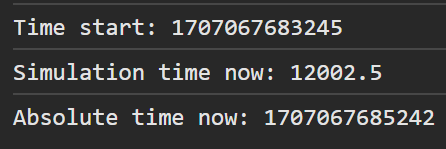 Time start: 1707067683245
Simulation time now: 12002.5
Absolute time now: 1707067685242